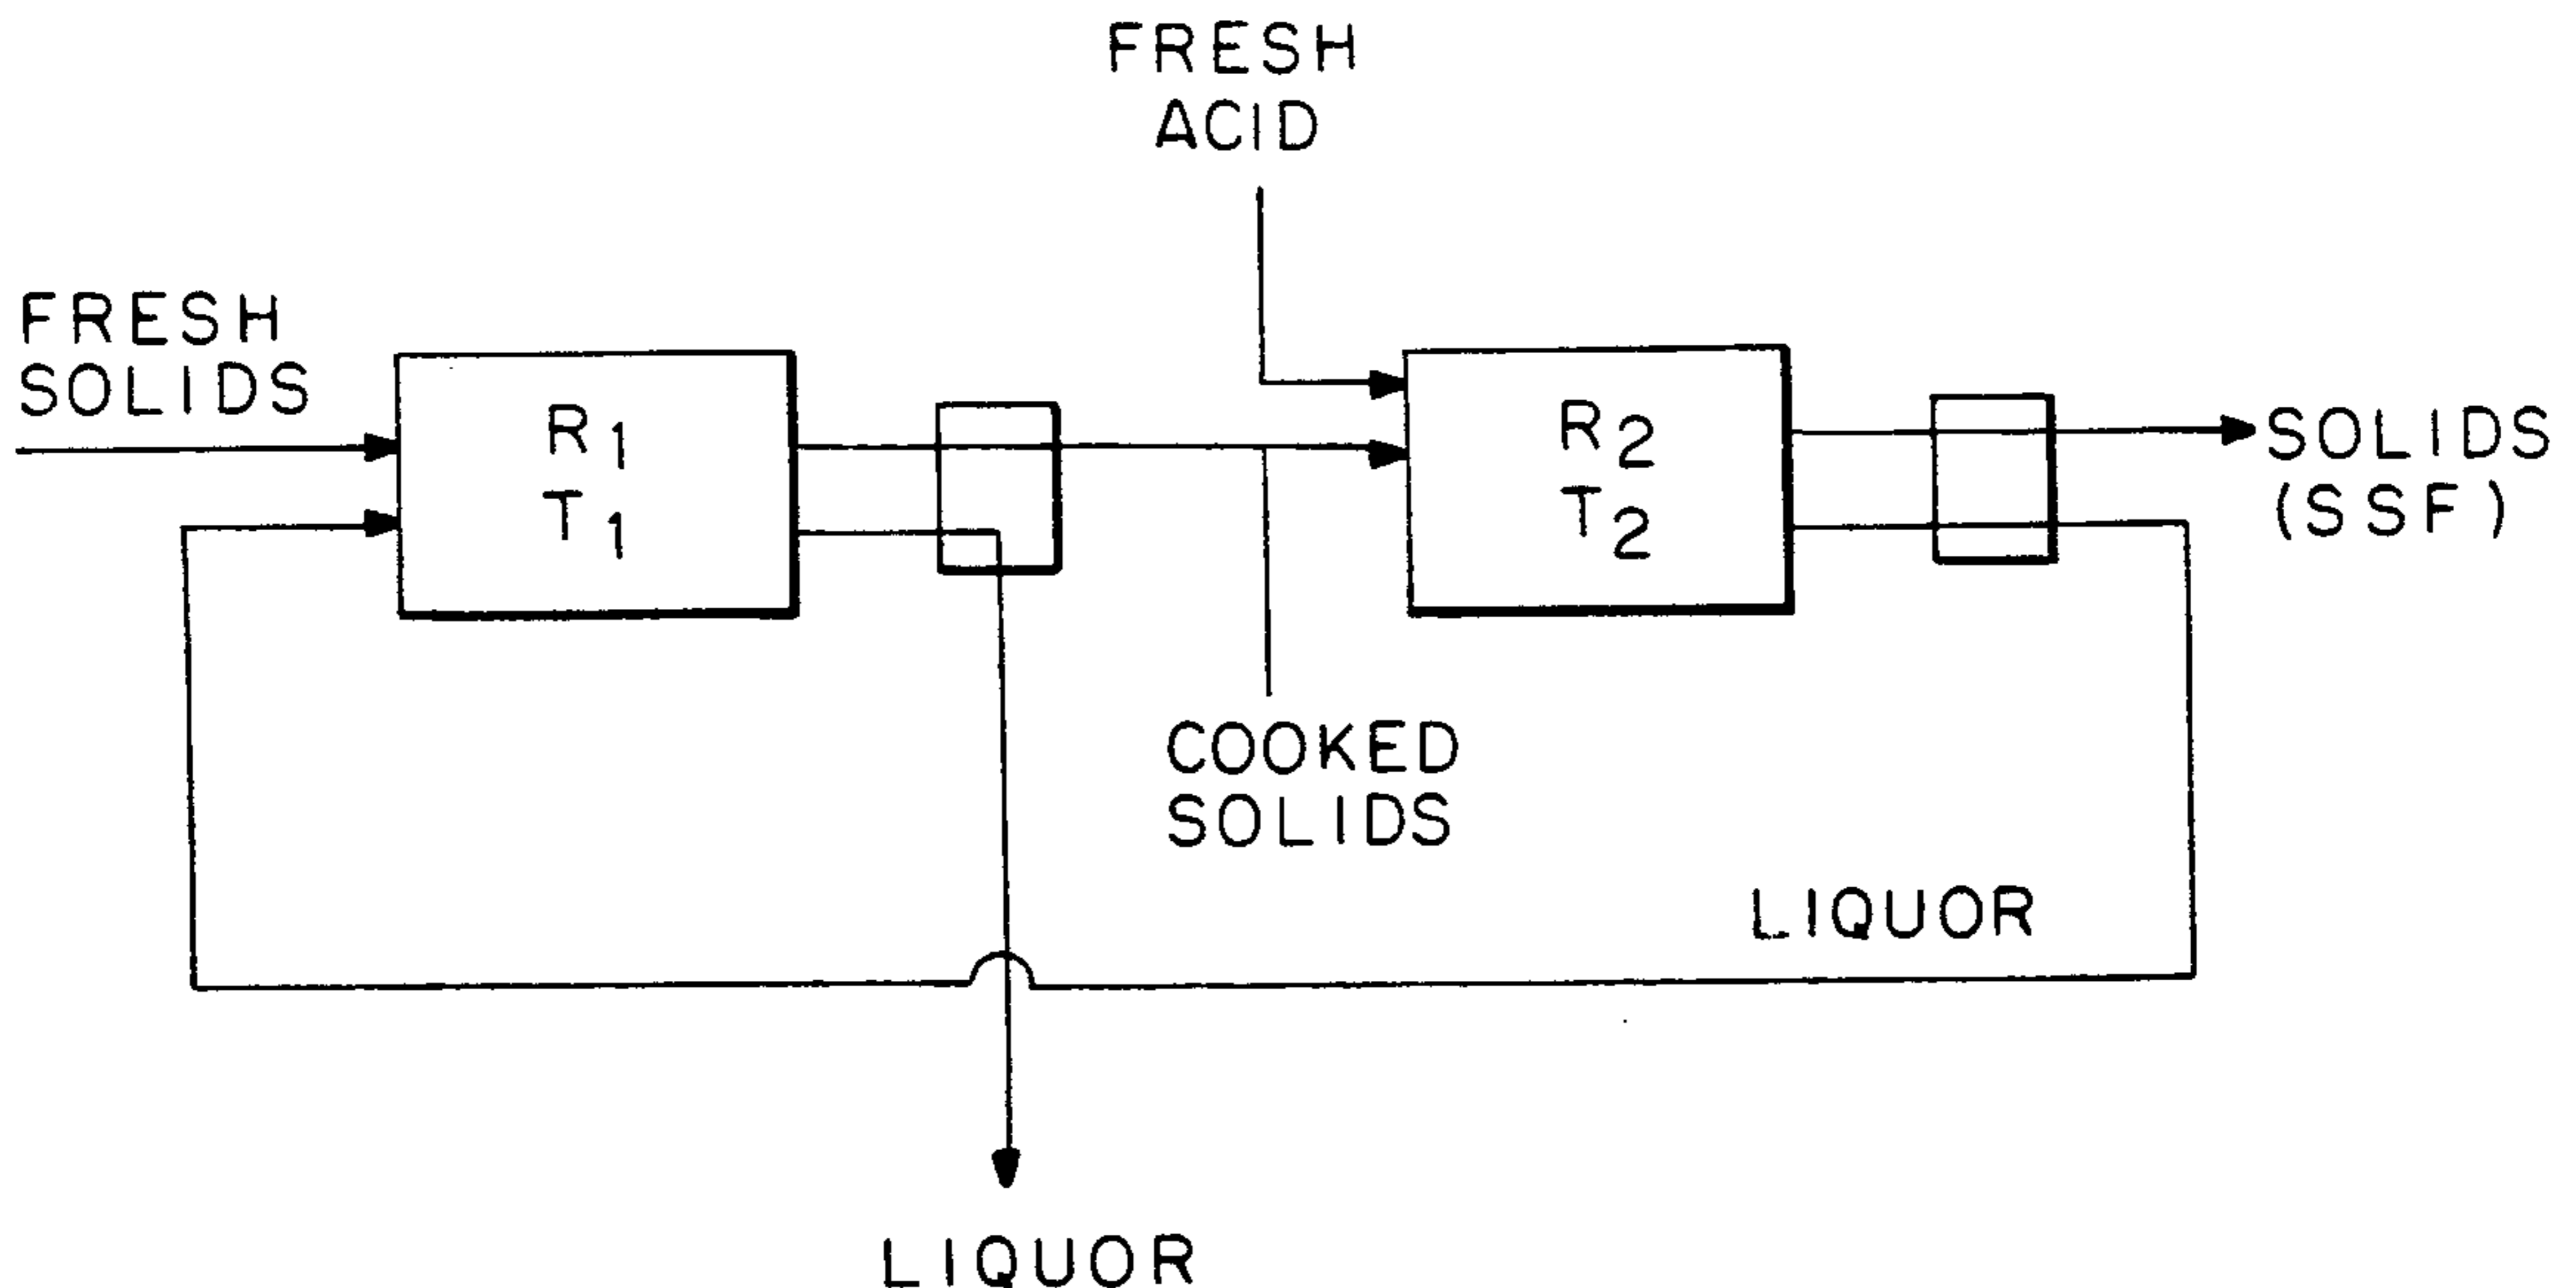 FRESH
ACID
FRESH
SOLIDS
R1
T1
R2
T2
SOLIDS
(SSF)
COOKED
SOLIDS
LIQUOR
LIQUOR